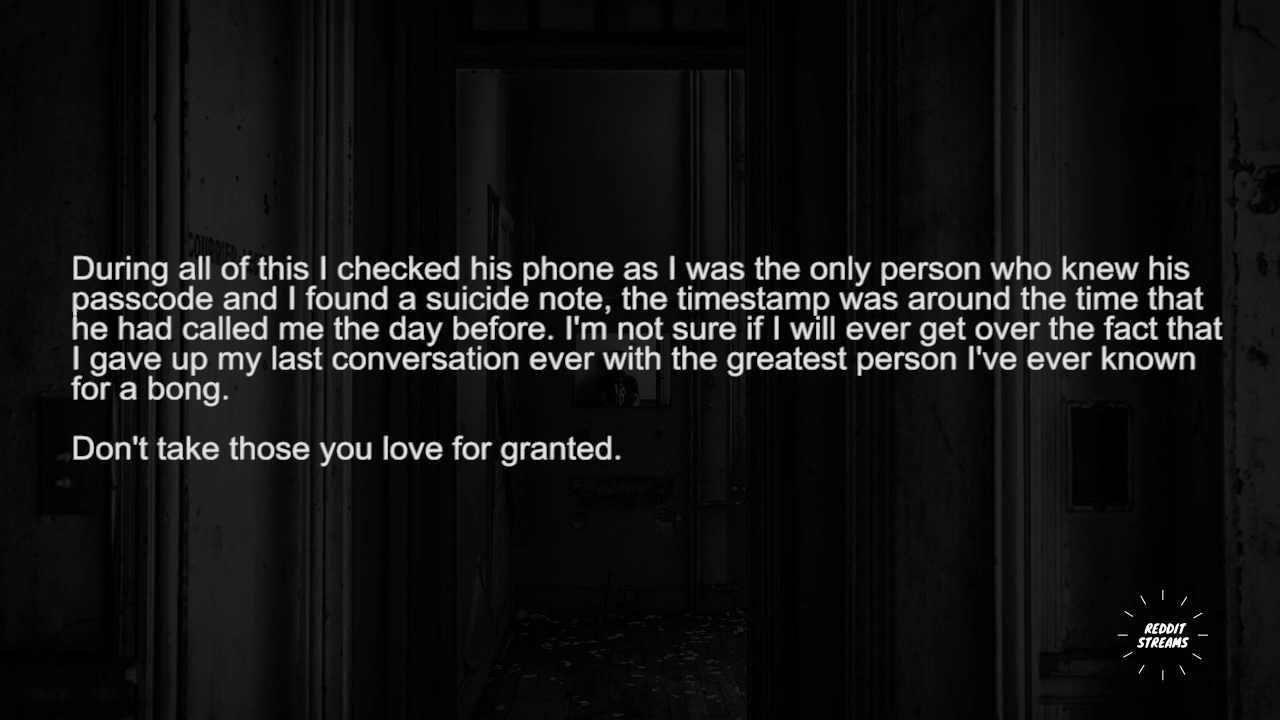 During all of this I checked his phone as I was the only person who knew his
passcode and I found a suicide note, the timestamp was around the time that
he had called me the day before. I'm not sure if I will ever get over the fact that
I gave up my last conversation ever with the greatest person I've ever known
for a bong.
Don't take those you love for granted.
REDDIT
STREAMS